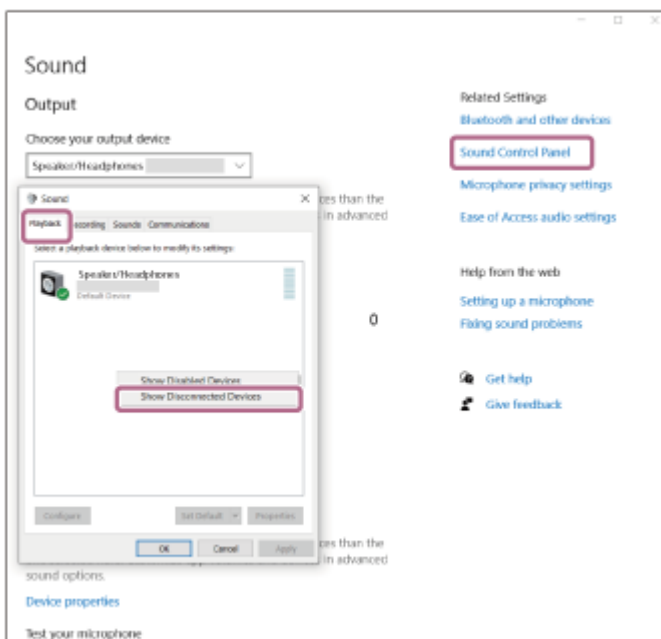 Sound
Output
Choose your output device
Speaker/Headphones
Sound
Playback Recording Sounds Communications
Select a playback device below to modify its settings:
Speaker/Headphones
Default Device
Show Disabled Devices
Show Disconnected Devices
Configure Set Default Properties
OK Cancel Apply
ces than the
in advanced
0
ces than the
in advanced
sound options.
Device properties
Test your microphone
Related Settings
Bluetooth and other devices
Sound Control Panel
Microphone privacy settings
Ease of Access audio settings
Help from the web
Setting up a microphone
Fixing sound problems
Get help
Give feedback